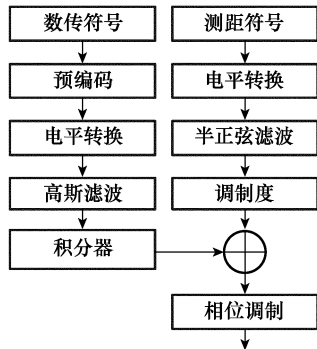 数传符号
预编码
电平转换
高斯滤波
积分器
测距符号
电平转换
半正弦滤波
调制度
相位调制